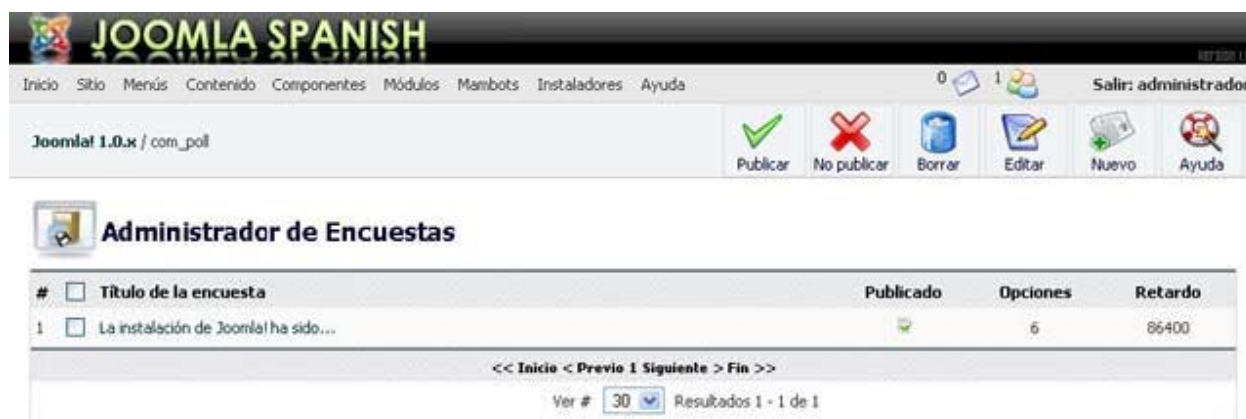 JOOMLA SPANISH
Inicio Sitio Menús Contenido Componentes Módulos Mambots Instaladores Ayuda 0 1 Salir: administrador
Joomla! 1.0.x / com_poll
Publicar No publicar Borrar Editar Nuevo Ayuda
Administrador de Encuestas
# Título de la encuesta Publicado Opciones Retardo
1 La instalación de Joomla! ha sido... 6 86400
<< Inicio < Previo 1 Siguiente > Fin >>
Ver # 30 Resultados 1 - 1 de 1